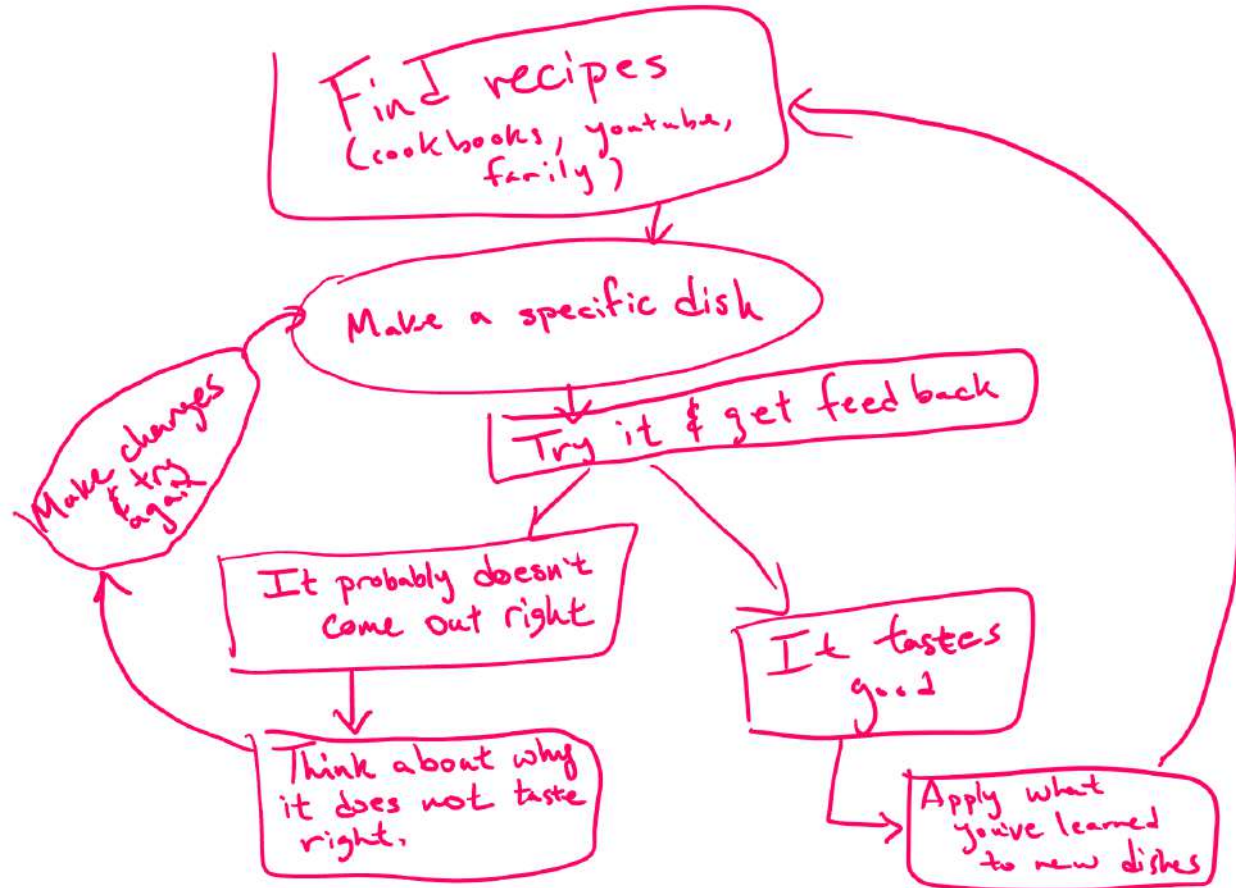 Find recipes
(cookbooks, youtube,
family)
Make a specific dish
Try it & get feedback
Make changes
& try
again
It probably doesn't
come out right
It tastes
good
Think about why
it does not taste
right.
Apply what
you've learned
to new dishes